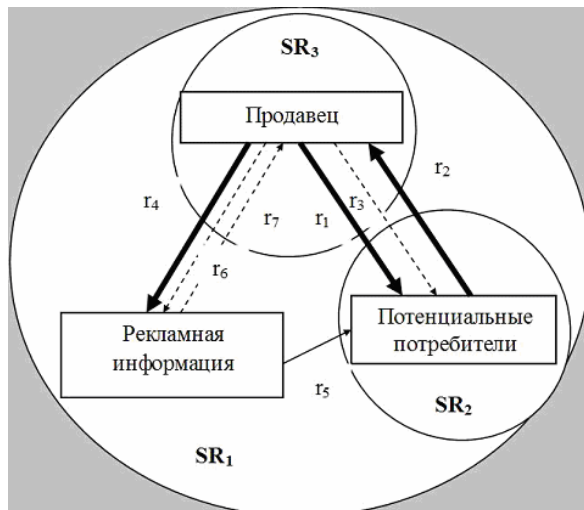 SR₃
Продавец
r₂
r₄
r₃
r₇
r₁
r₆
Рекламная
информация
Потенциальные
потребители
r₅
SR₂
SR₁